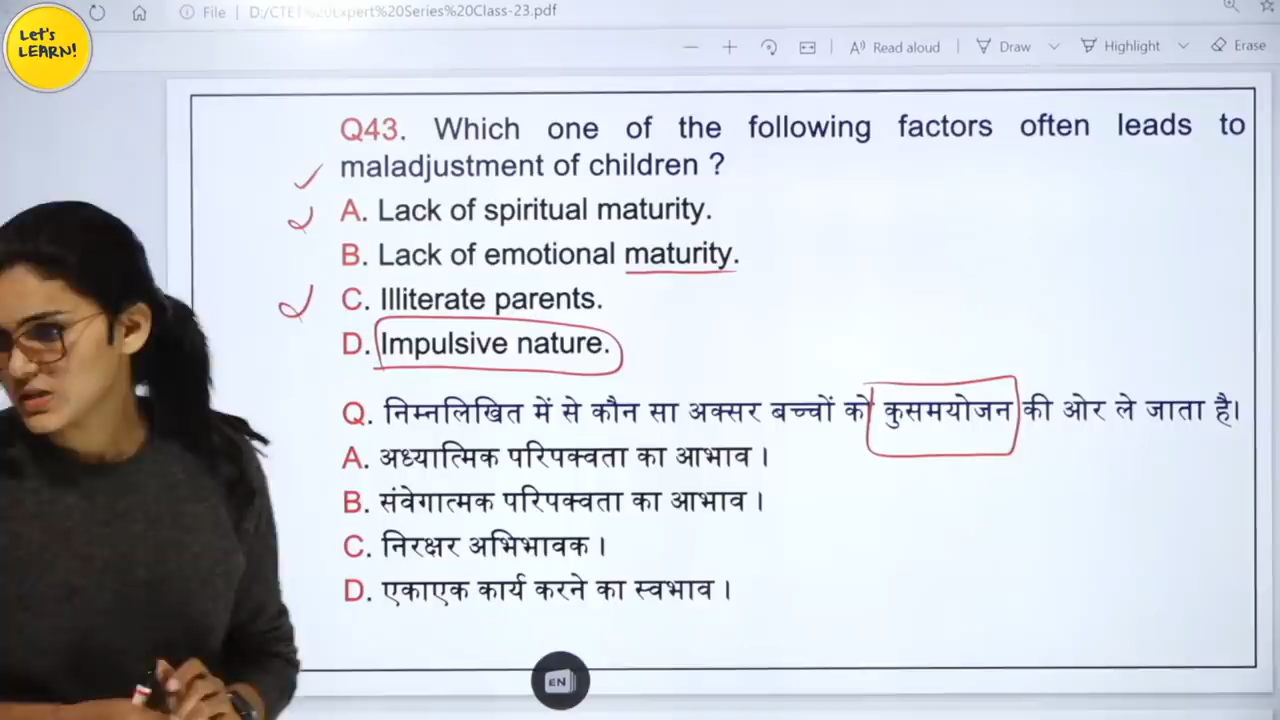 Let's
LEARN!
File | D:/CTET%20Expert%20Series%20Class-23.pdf
Read aloud | Draw Highlight Erase
Q43. Which one of the following factors often leads to
maladjustment of children ?
A. Lack of spiritual maturity.
B. Lack of emotional maturity.
C. Illiterate parents.
D. Impulsive nature.
Q. निम्नलिखित में से कौन सा अक्सर बच्चों को कुसमयोजन की ओर ले जाता है।
A. अध्यात्मिक परिपक्वता का आभाव ।
B. संवेगात्मक परिपक्वता का आभाव ।
C. निरक्षर अभिभावक ।
D. एकाएक कार्य करने का स्वभाव ।
EN